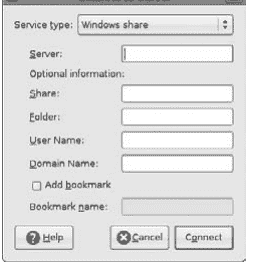 Service type: Windows share
Server:
Optional information:
Share:
Folder:
User Name:
Domain Name:
Add bookmark
Bookmark name:
Help Cancel Connect